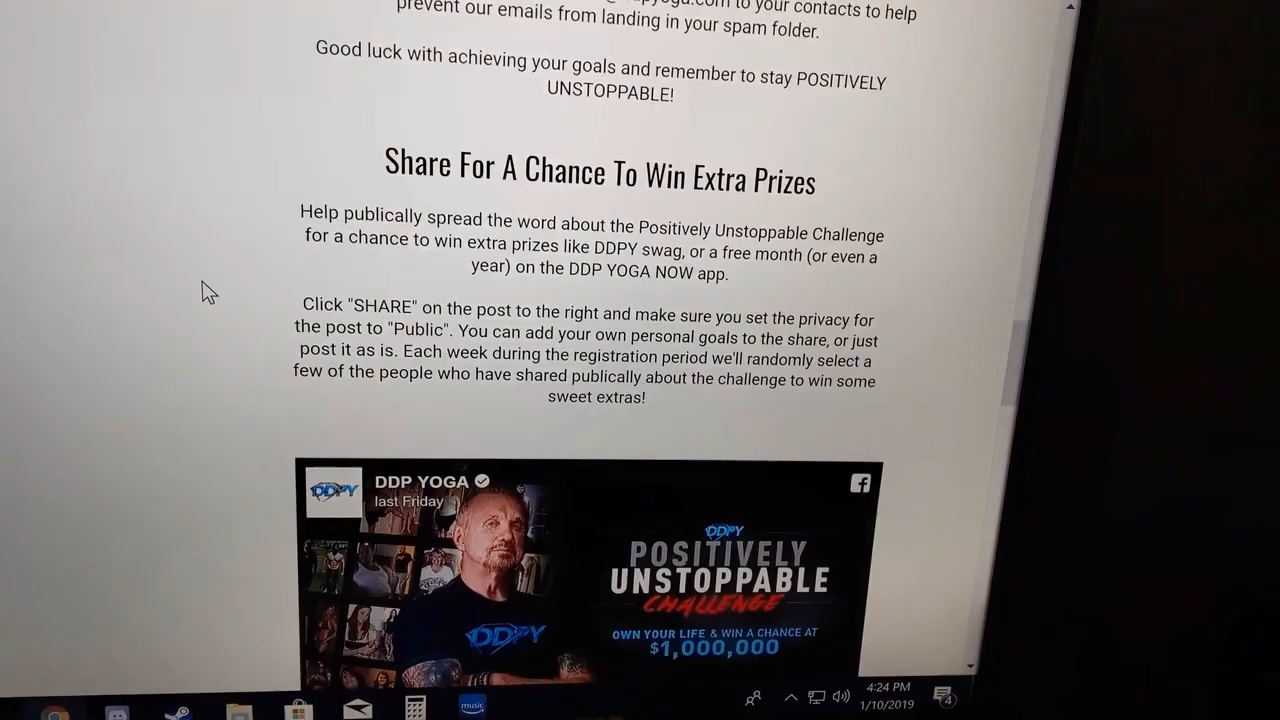 to your contacts to help
prevent our emails from landing in your spam folder.
Good luck with achieving your goals and remember to stay POSITIVELY
UNSTOPPABLE!
Share For A Chance To Win Extra Prizes
Help publically spread the word about the Positively Unstoppable Challenge
for a chance to win extra prizes like DDPY swag, or a free month (or even a
year) on the DDP YOGA NOW app.
Click "SHARE" on the post to the right and make sure you set the privacy for
the post to "Public". You can add your own personal goals to the share, or just
post it as is. Each week during the registration period we'll randomly select a
few of the people who have shared publically about the challenge to win some
sweet extras!
DDPY
DDP YOGA
last Friday
DDPY
DDPY
POSITIVELY
UNSTOPPABLE
CHALLENGE
OWN YOUR LIFE & WIN A CHANCE AT
$1,000,000
music
4:24 PM
1/10/2019
4